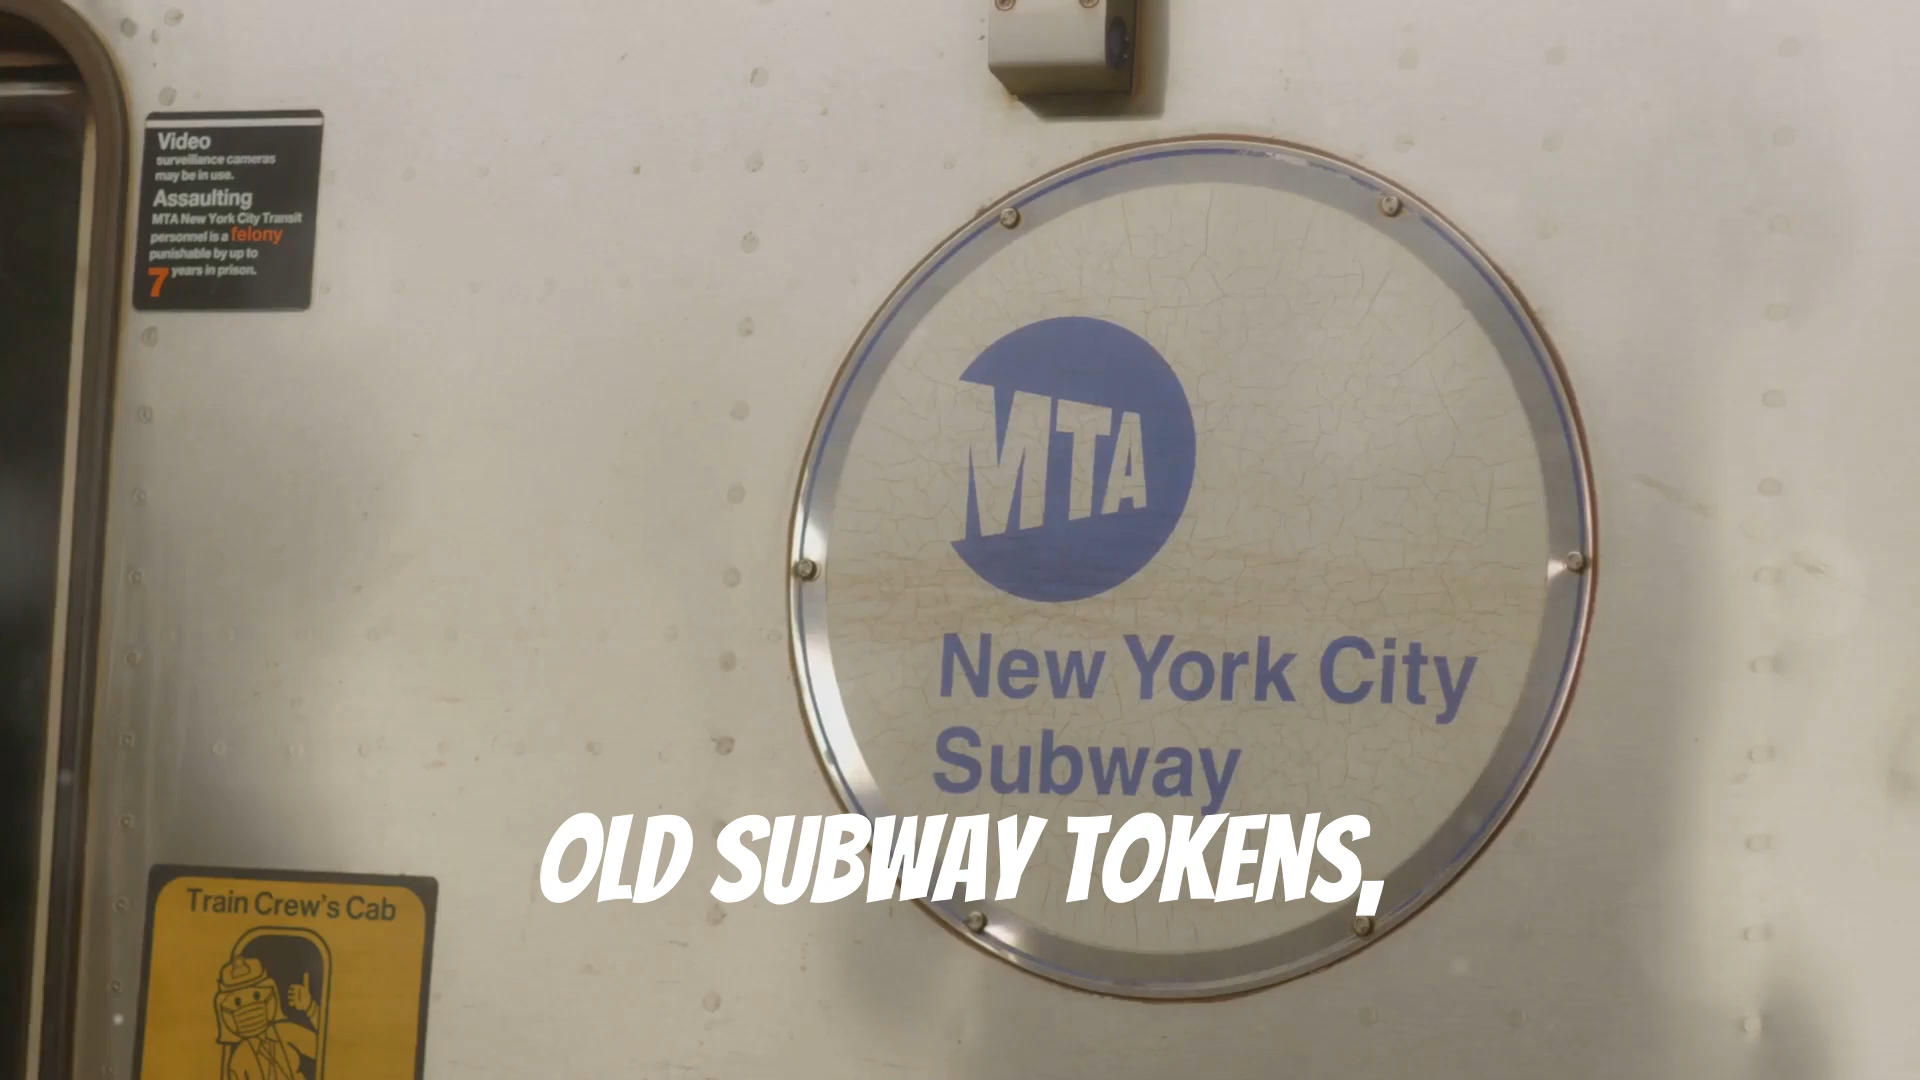 Video
surveillance cameras
may be in use.
Assaulting
MTA New York City Transit
personnel is a felony
punishable by up to
7 years in prison.
MTA
New York City
Subway
OLD SUBWAY TOKENS,
Train Crew's Cab